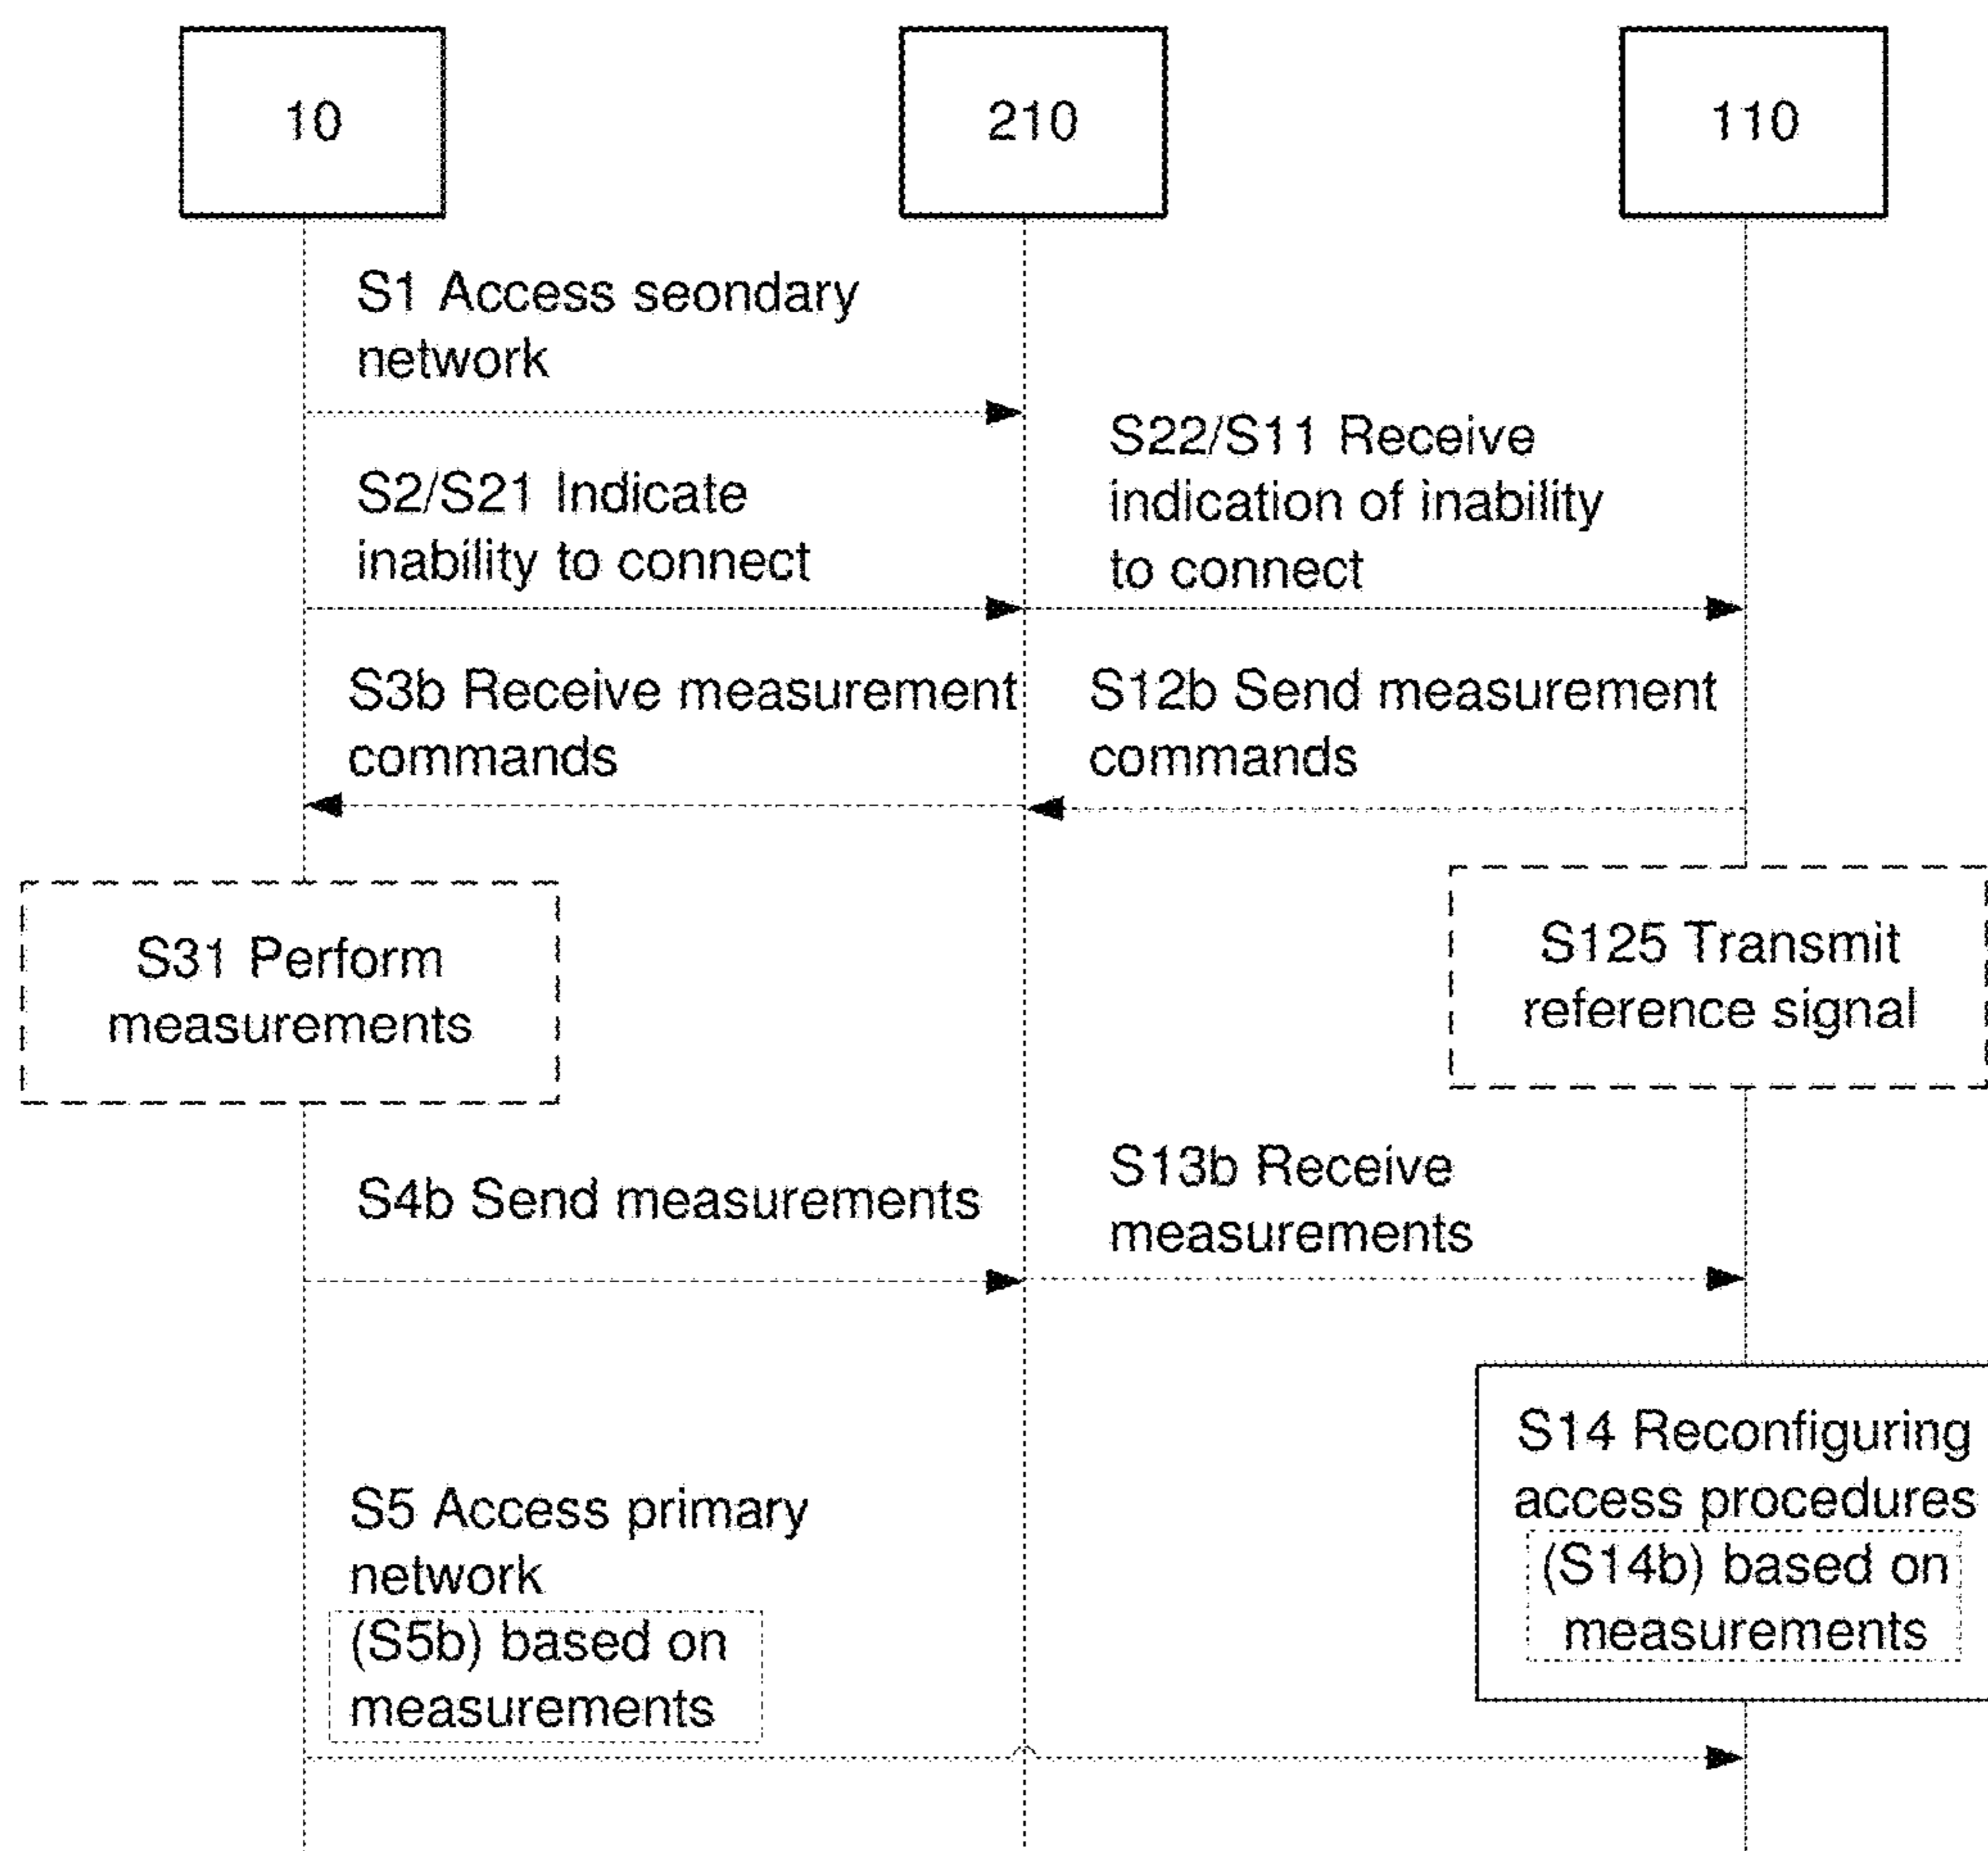 10
210
110
S1 Access seondary
network
S22/S11 Receive
indication of inability
to connect
S2/S21 Indicate
inability to connect
S3b Receive measurement
commands
S12b Send measurement
commands
S31 Perform
measurements
S125 Transmit
reference signal
S4b Send measurements
S13b Receive
measurements
S14 Reconfiguring
access procedures
(S14b) based on
measurements
S5 Access primary
network
(S5b) based on
measurements